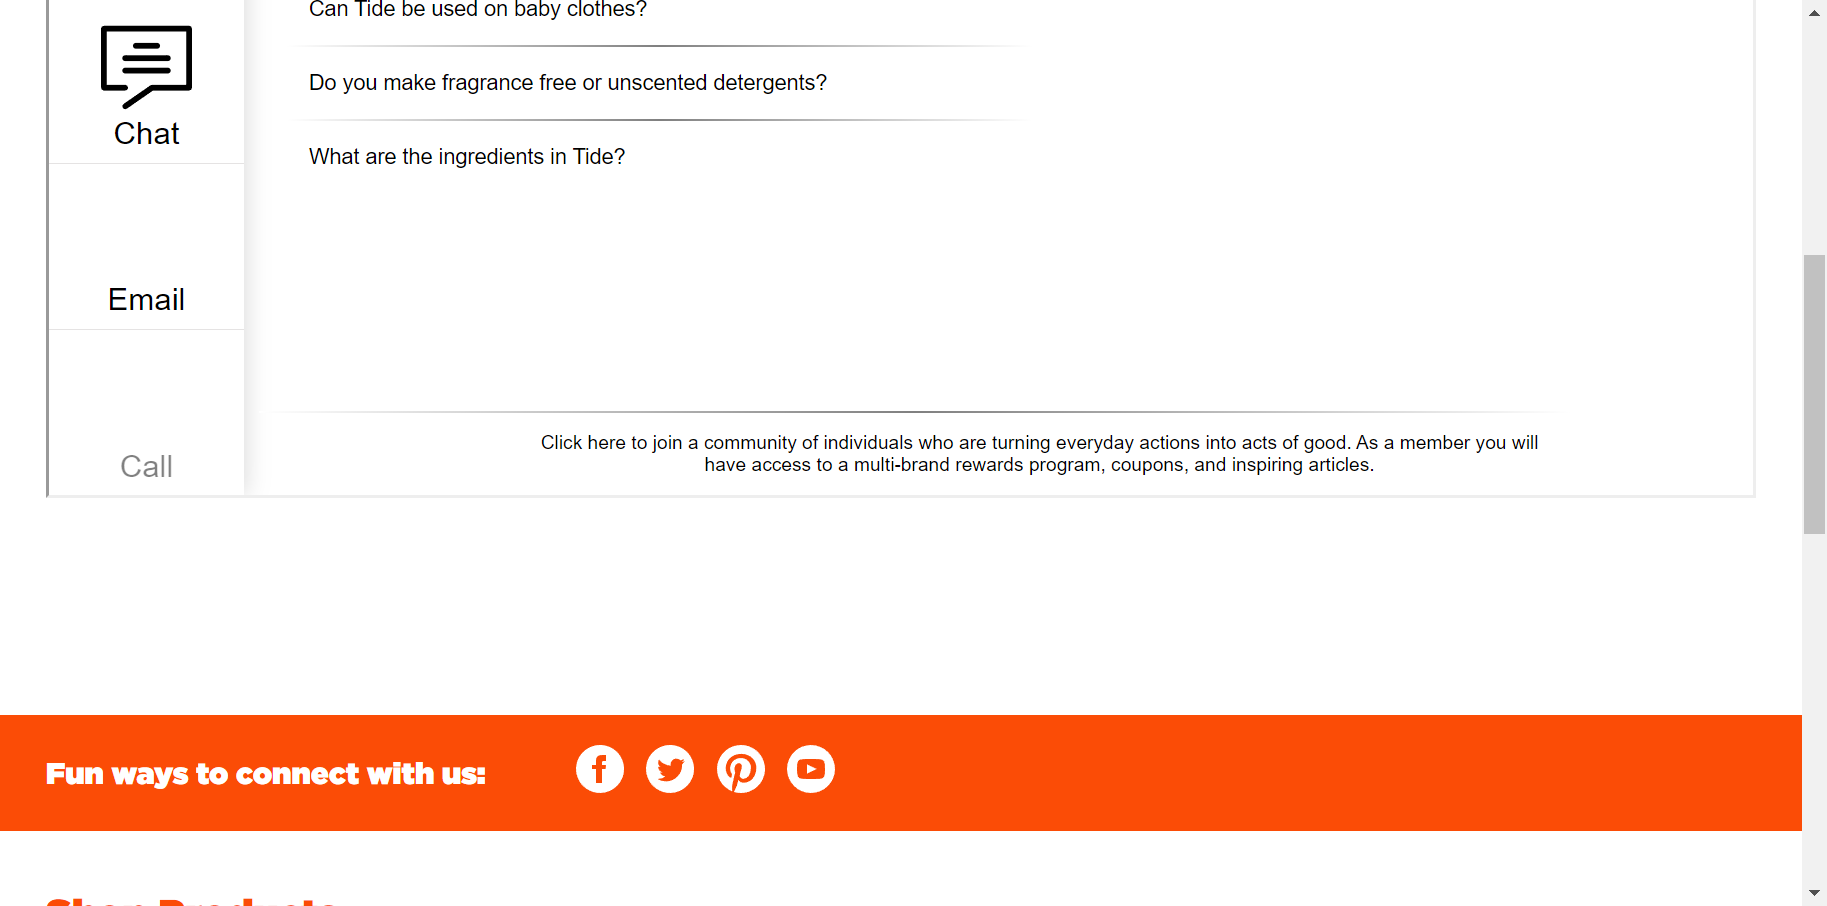 Can Tide be used on baby clothes?
Chat
Do you make fragrance free or unscented detergents?
What are the ingredients in Tide?
Email
Call
Click here to join a community of individuals who are turning everyday actions into acts of good. As a member you will
have access to a multi-brand rewards program, coupons, and inspiring articles.
Fun ways to connect with us:
Shop Products